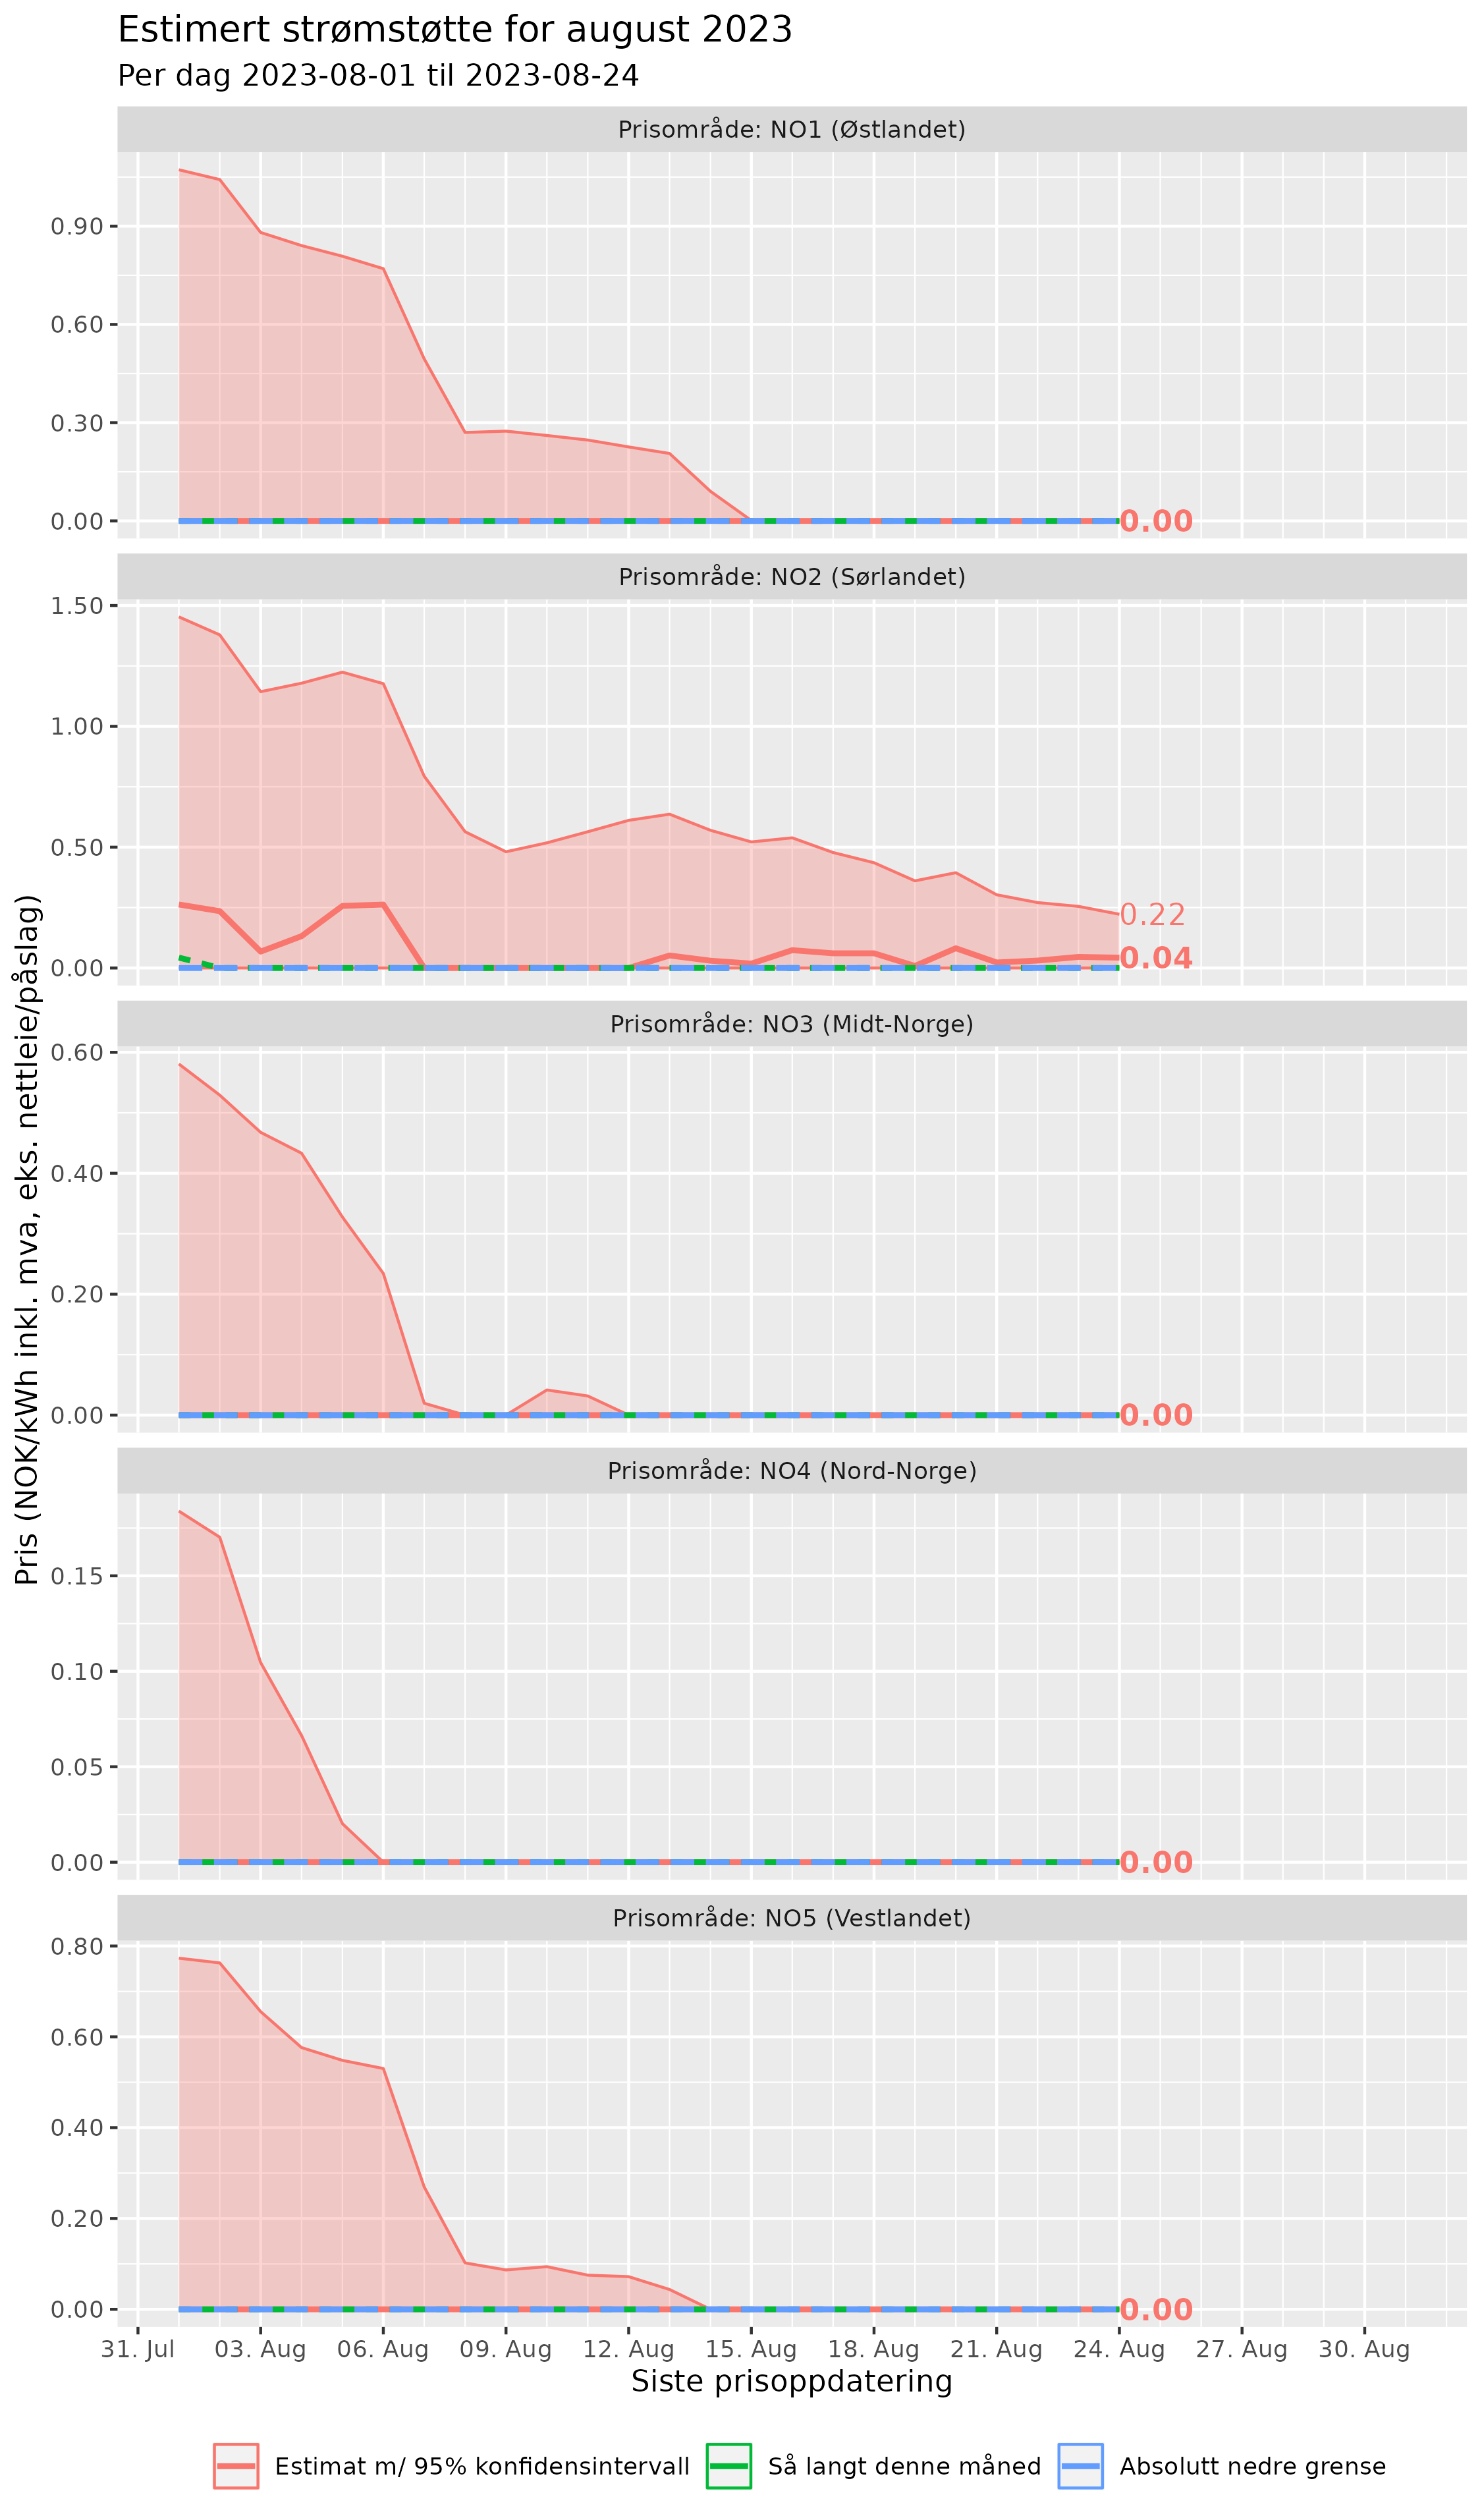 Estimert strømstøtte for august 2023
Per dag 2023-08-01 til 2023-08-24
Pris (NOK/kWh inkl. mva, eks. nettleie/påslag)
Prisområde: NO1 (Østlandet)
0.90
0.60
0.30
0.00
0.00
Prisområde: NO2 (Sørlandet)
1.50
1.00
0.50
0.00
0.22
0.04
Prisområde: NO3 (Midt-Norge)
0.60
0.40
0.20
0.00
0.00
Prisområde: NO4 (Nord-Norge)
0.15
0.10
0.05
0.00
0.00
Prisområde: NO5 (Vestlandet)
0.80
0.60
0.40
0.20
0.00
0.00
31. Jul 03. Aug 06. Aug 09. Aug 12. Aug 15. Aug 18. Aug 21. Aug 24. Aug 27. Aug 30. Aug
Siste prisoppdatering
Estimat m/ 95% konfidensintervall Så langt denne måned Absolutt nedre grense